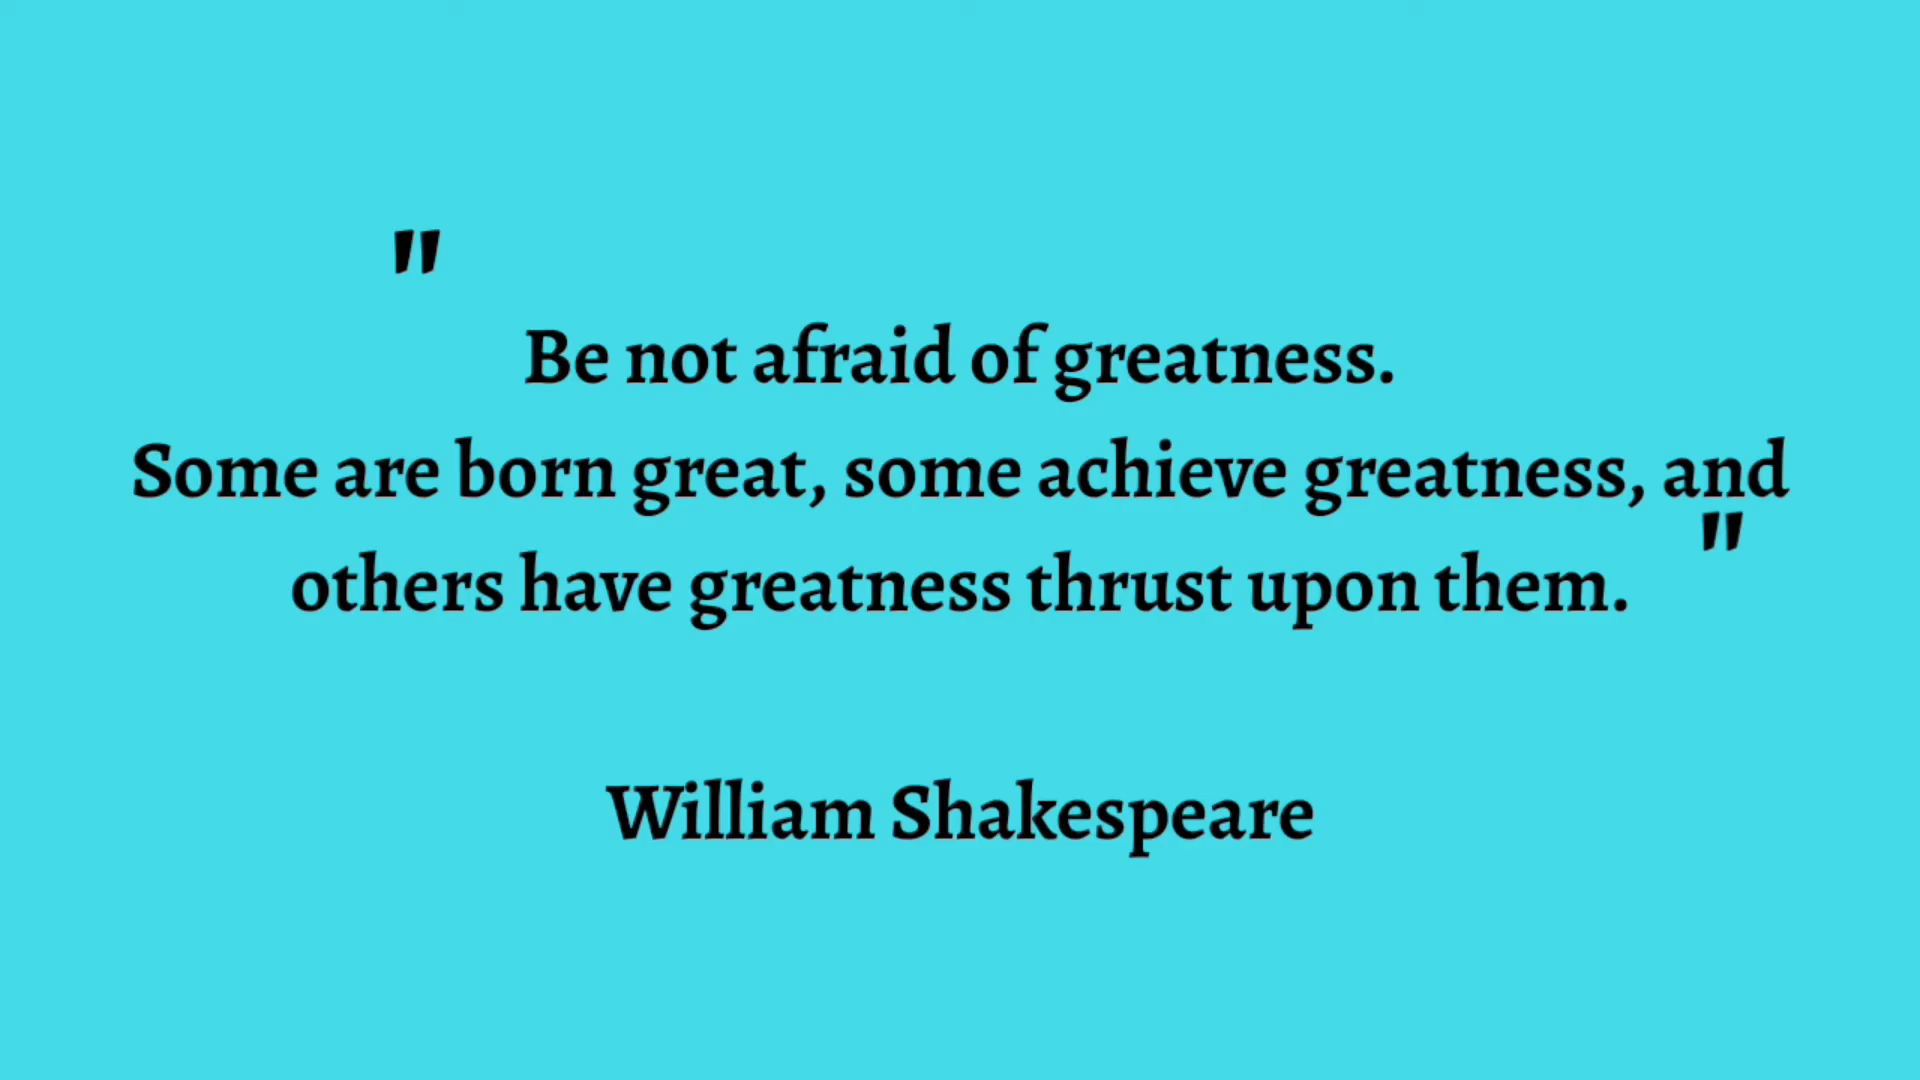 "
Be not afraid of greatness.
Some are born great, some achieve greatness, and
others have greatness thrust upon them. "
William Shakespeare